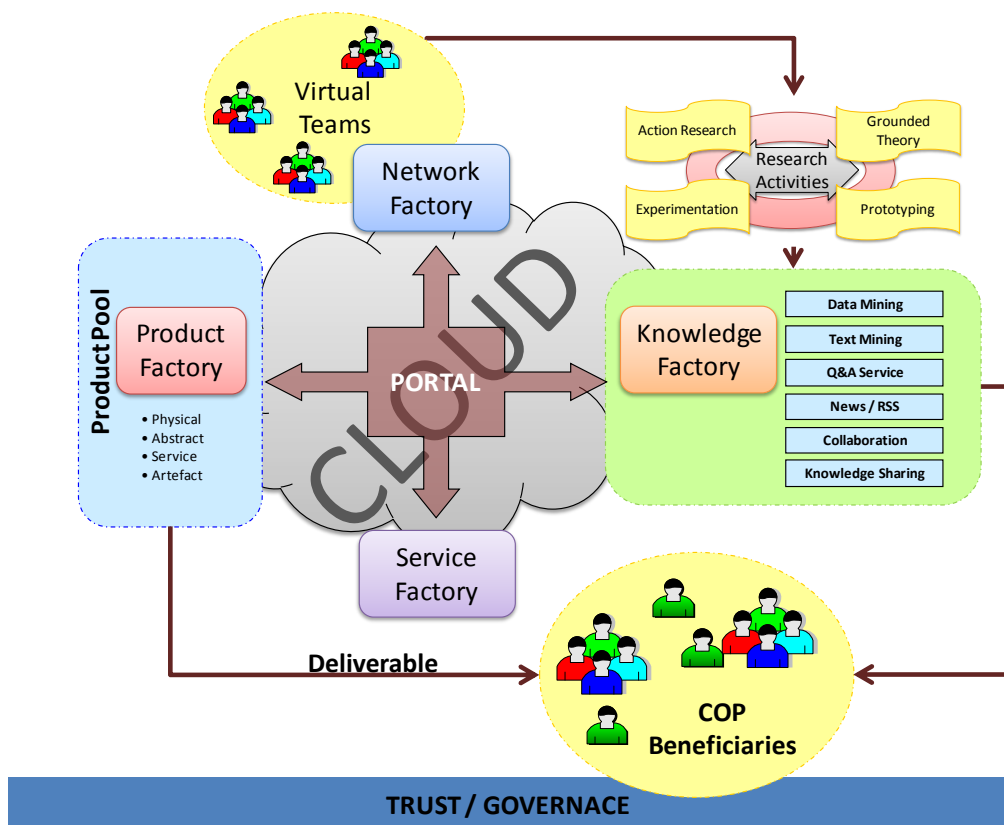 Virtual
Teams
Network
Factory
Action Research
Grounded
Theory
Research
Activities
Experimentation
Prototyping
Product Pool
Product
Factory
• Physical
• Abstract
• Service
• Artefact
CLOUD
PORTAL
Knowledge
Factory
Data Mining
Text Mining
Q&A Service
News / RSS
Collaboration
Knowledge Sharing
Service
Factory
Deliverable
COP
Beneficiaries
TRUST / GOVERNACE